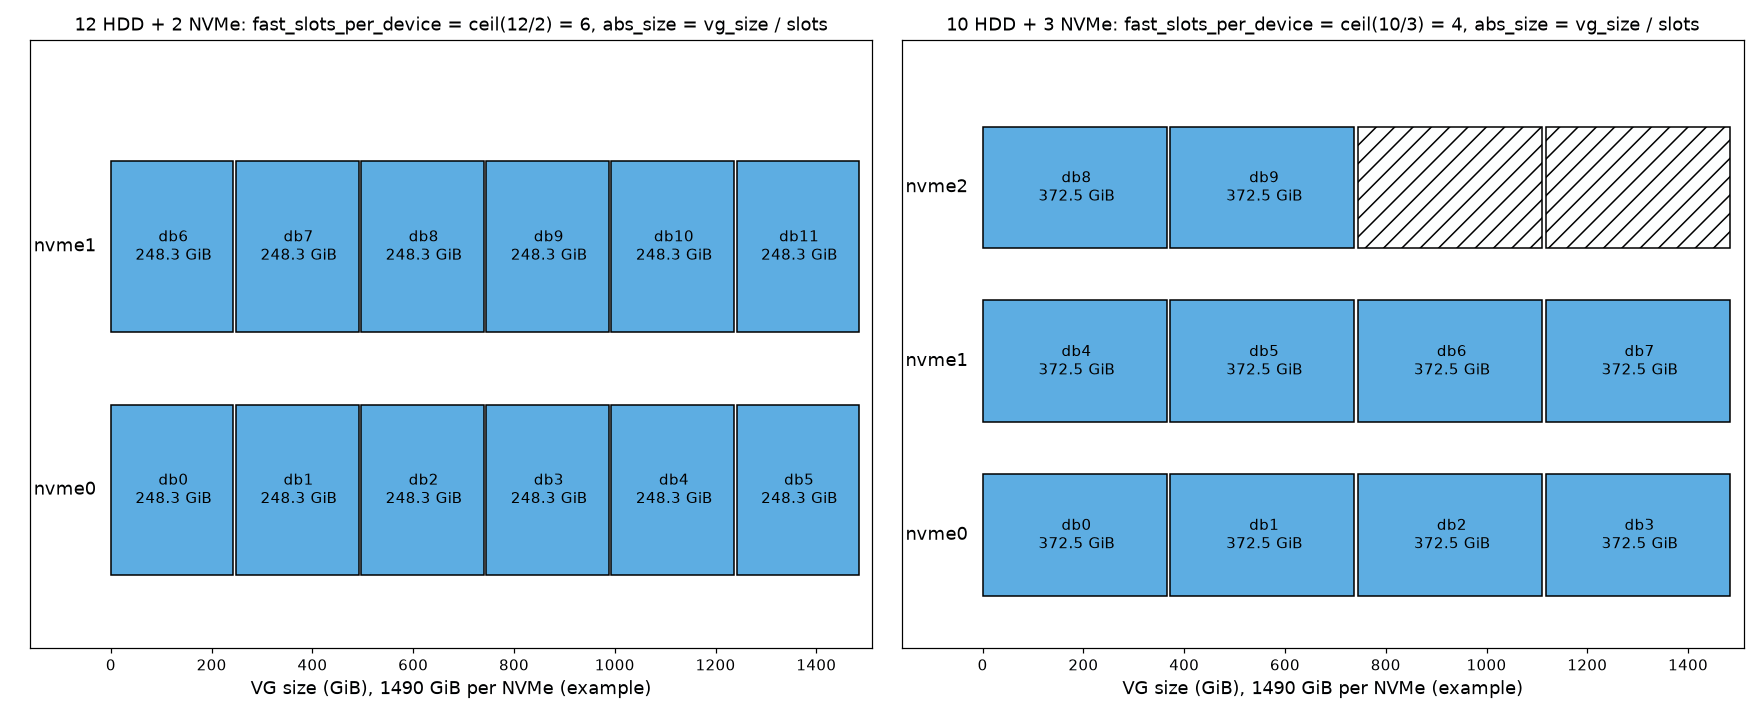 12 HDD + 2 NVMe: fast_slots_per_device = ceil(12/2) = 6, abs_size = vg_size / slots
nvme1
db6
248.3 GiB
db7
248.3 GiB
db8
248.3 GiB
db9
248.3 GiB
db10
248.3 GiB
db11
248.3 GiB
nvme0
db0
248.3 GiB
db1
248.3 GiB
db2
248.3 GiB
db3
248.3 GiB
db4
248.3 GiB
db5
248.3 GiB
0 200 400 600 800 1000 1200 1400
VG size (GiB), 1490 GiB per NVMe (example)
10 HDD + 3 NVMe: fast_slots_per_device = ceil(10/3) = 4, abs_size = vg_size / slots
nvme2
db8
372.5 GiB
db9
372.5 GiB
nvme1
db4
372.5 GiB
db5
372.5 GiB
db6
372.5 GiB
db7
372.5 GiB
nvme0
db0
372.5 GiB
db1
372.5 GiB
db2
372.5 GiB
db3
372.5 GiB
0 200 400 600 800 1000 1200 1400
VG size (GiB), 1490 GiB per NVMe (example)